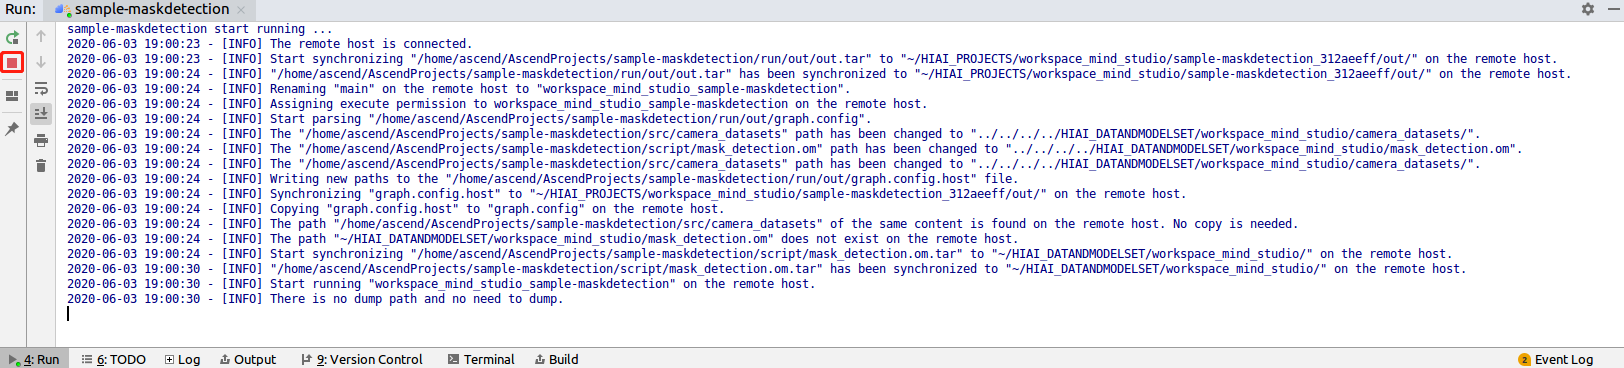 Run: sample-maskdetection
sample-maskdetection start running ...
2020-06-03 19:00:23 - [INFO] The remote host is connected.
2020-06-03 19:00:23 - [INFO] Start synchronizing "/home/ascend/AscendProjects/sample-maskdetection/run/out/out.tar" to "~/HIAI_PROJECTS/workspace_mind_studio/sample-maskdetection_312aeeff/out/" on the remote host.
2020-06-03 19:00:24 - [INFO] "/home/ascend/AscendProjects/sample-maskdetection/run/out/out.tar" has been synchronized to "~/HIAI_PROJECTS/workspace_mind_studio/sample-maskdetection_312aeeff/out/" on the remote host.
2020-06-03 19:00:24 - [INFO] Renaming "main" on the remote host to "workspace_mind_studio_sample-maskdetection".
2020-06-03 19:00:24 - [INFO] Assigning execute permission to workspace_mind_studio_sample-maskdetection on the remote host.
2020-06-03 19:00:24 - [INFO] Start parsing "/home/ascend/AscendProjects/sample-maskdetection/run/out/graph.config".
2020-06-03 19:00:24 - [INFO] The "/home/ascend/AscendProjects/sample-maskdetection/src/camera_datasets" path has been changed to "../../../../HIAI_DATANDMODELSET/workspace_mind_studio/camera_datasets/".
2020-06-03 19:00:24 - [INFO] The "/home/ascend/AscendProjects/sample-maskdetection/script/mask_detection.om" path has been changed to "../../../../HIAI_DATANDMODELSET/workspace_mind_studio/mask_detection.om".
2020-06-03 19:00:24 - [INFO] The "/home/ascend/AscendProjects/sample-maskdetection/src/camera_datasets" path has been changed to "../../../../HIAI_DATANDMODELSET/workspace_mind_studio/camera_datasets/".
2020-06-03 19:00:24 - [INFO] Writing new paths to the "/home/ascend/AscendProjects/sample-maskdetection/run/out/graph.config.host" file.
2020-06-03 19:00:24 - [INFO] Synchronizing "graph.config.host" to "~/HIAI_PROJECTS/workspace_mind_studio/sample-maskdetection_312aeeff/out/" on the remote host.
2020-06-03 19:00:24 - [INFO] Copying "graph.config.host" to "graph.config" on the remote host.
2020-06-03 19:00:24 - [INFO] The path "/home/ascend/AscendProjects/sample-maskdetection/src/camera_datasets" of the same content is found on the remote host. No copy is needed.
2020-06-03 19:00:24 - [INFO] The path "~/HIAI_DATANDMODELSET/workspace_mind_studio/mask_detection.om" does not exist on the remote host.
2020-06-03 19:00:24 - [INFO] Start synchronizing "/home/ascend/AscendProjects/sample-maskdetection/script/mask_detection.om.tar" to "~/HIAI_DATANDMODELSET/workspace_mind_studio/" on the remote host.
2020-06-03 19:00:30 - [INFO] "/home/ascend/AscendProjects/sample-maskdetection/script/mask_detection.om.tar" has been synchronized to "~/HIAI_DATANDMODELSET/workspace_mind_studio/" on the remote host.
2020-06-03 19:00:30 - [INFO] Start running "workspace_mind_studio_sample-maskdetection" on the remote host.
2020-06-03 19:00:30 - [INFO] There is no dump path and no need to dump.
4: Run 6: TODO Log Output 9: Version Control Terminal Build 2 Event Log